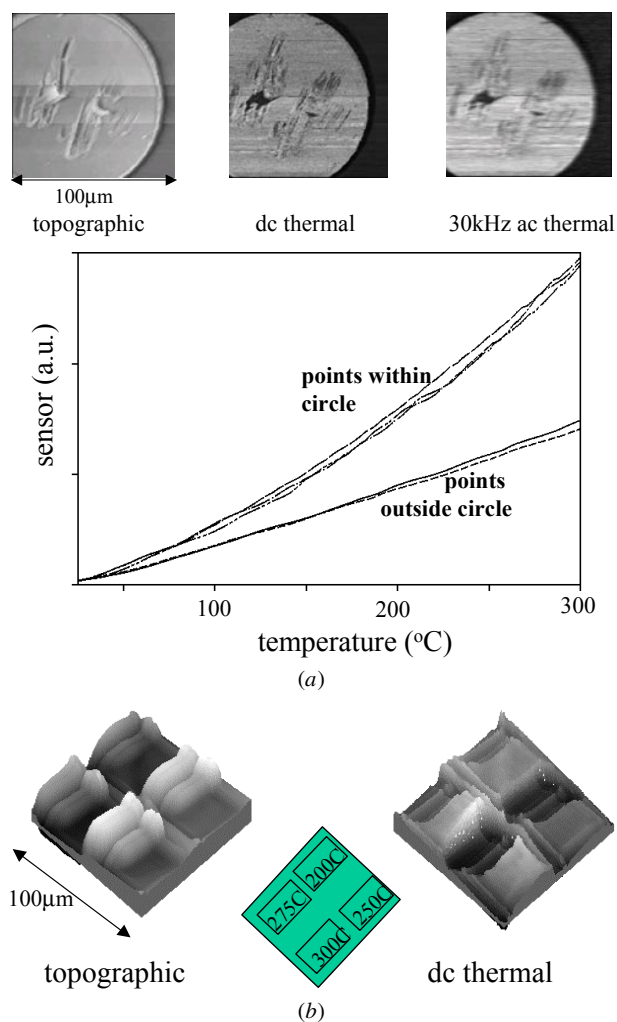 100μm
topographic
dc thermal
30kHz ac thermal
sensor (a.u.)
points within
circle
points
outside circle
100
200
300
temperature (°C)
(a)
100μm
200C
275C
250C
300C
topographic
dc thermal
(b)